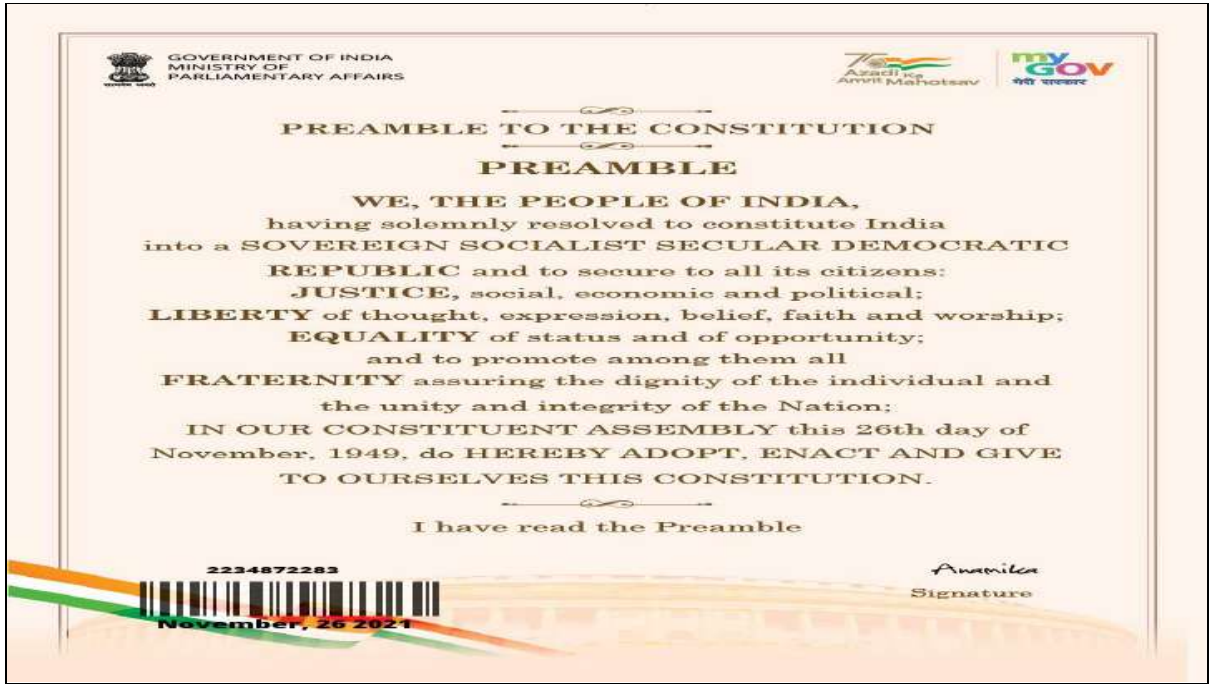 GOVERNMENT OF INDIA
MINISTRY OF
PARLIAMENTARY AFFAIRS
सत्यमेव जयते
75
Azadi Ka
Amrit Mahotsav
my
GOV
मेरी सरकार
PREAMBLE TO THE CONSTITUTION
PREAMBLE
WE, THE PEOPLE OF INDIA,
having solemnly resolved to constitute India
into a SOVEREIGN SOCIALIST SECULAR DEMOCRATIC
REPUBLIC and to secure to all its citizens:
JUSTICE, social, economic and political;
LIBERTY of thought, expression, belief, faith and worship;
EQUALITY of status and of opportunity;
and to promote among them all
FRATERNITY assuring the dignity of the individual and
the unity and integrity of the Nation;
IN OUR CONSTITUENT ASSEMBLY this 26th day of
November, 1949, do HEREBY ADOPT, ENACT AND GIVE
TO OURSELVES THIS CONSTITUTION.
I have read the Preamble
2234872283
November, 26 2021
Anamika
Signature